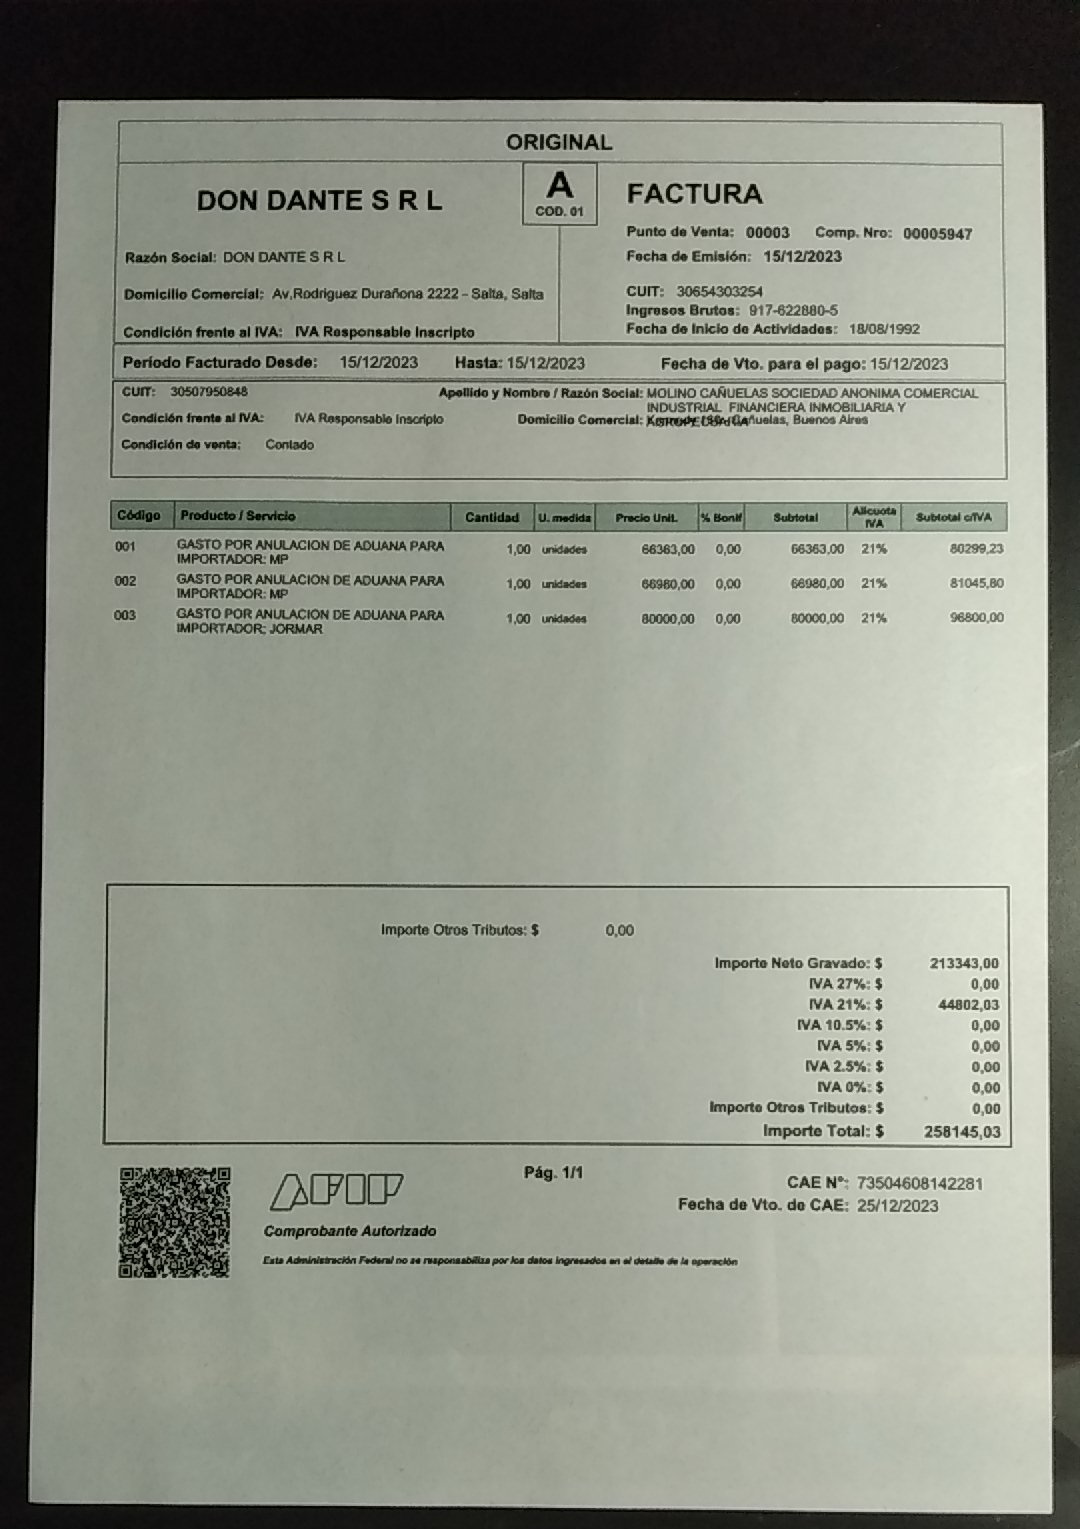 ORIGINAL
DON DANTE S R L
A
COD. 01
FACTURA
Punto de Venta: 00003 Comp. Nro: 00005947
Fecha de Emisión: 15/12/2023
Razón Social: DON DANTE S R L
Domicilio Comercial: Av.Rodriguez Durañona 2222 - Salta, Salta
Condición frente al IVA: IVA Responsable Inscripto
CUIT: 30654303254
Ingresos Brutos: 917-622880-5
Fecha de Inicio de Actividades: 18/08/1992
Período Facturado Desde: 15/12/2023 Hasta: 15/12/2023 Fecha de Vto. para el pago: 15/12/2023
CUIT: 30507950848 Apellido y Nombre / Razón Social: MOLINO CAÑUELAS SOCIEDAD ANONIMA COMERCIAL
INDUSTRIAL FINANCIERA INMOBILIARIA Y
Condición frente al IVA: IVA Responsable Inscripto Domicilio Comercial: Cañuelas, Buenos Aires
Condición de venta: Contado
Código Producto / Servicio Cantidad U. medida Precio Unit. % Bonif Subtotal Alicuota IVA Subtotal c/IVA
001 GASTO POR ANULACION DE ADUANA PARA 1,00 unidades 66363,00 0,00 66363,00 21% 80299,23
IMPORTADOR: MP
002 GASTO POR ANULACION DE ADUANA PARA 1,00 unidades 66980,00 0,00 66980,00 21% 81045,80
IMPORTADOR: MP
003 GASTO POR ANULACION DE ADUANA PARA 1,00 unidades 80000,00 0,00 80000,00 21% 96800,00
IMPORTADOR: JORMAR
Importe Otros Tributos: $ 0,00
Importe Neto Gravado: $ 213343,00
IVA 27%: $ 0,00
IVA 21%: $ 44802,03
IVA 10.5%: $ 0,00
IVA 5%: $ 0,00
IVA 2.5%: $ 0,00
IVA 0%: $ 0,00
Importe Otros Tributos: $ 0,00
Importe Total: $ 258145,03
AFIP
Pág. 1/1
CAE N°: 73504608142281
Fecha de Vto. de CAE: 25/12/2023
Comprobante Autorizado
Esta Administración Federal no se responsabiliza por los datos ingresados en el detalle de la operación